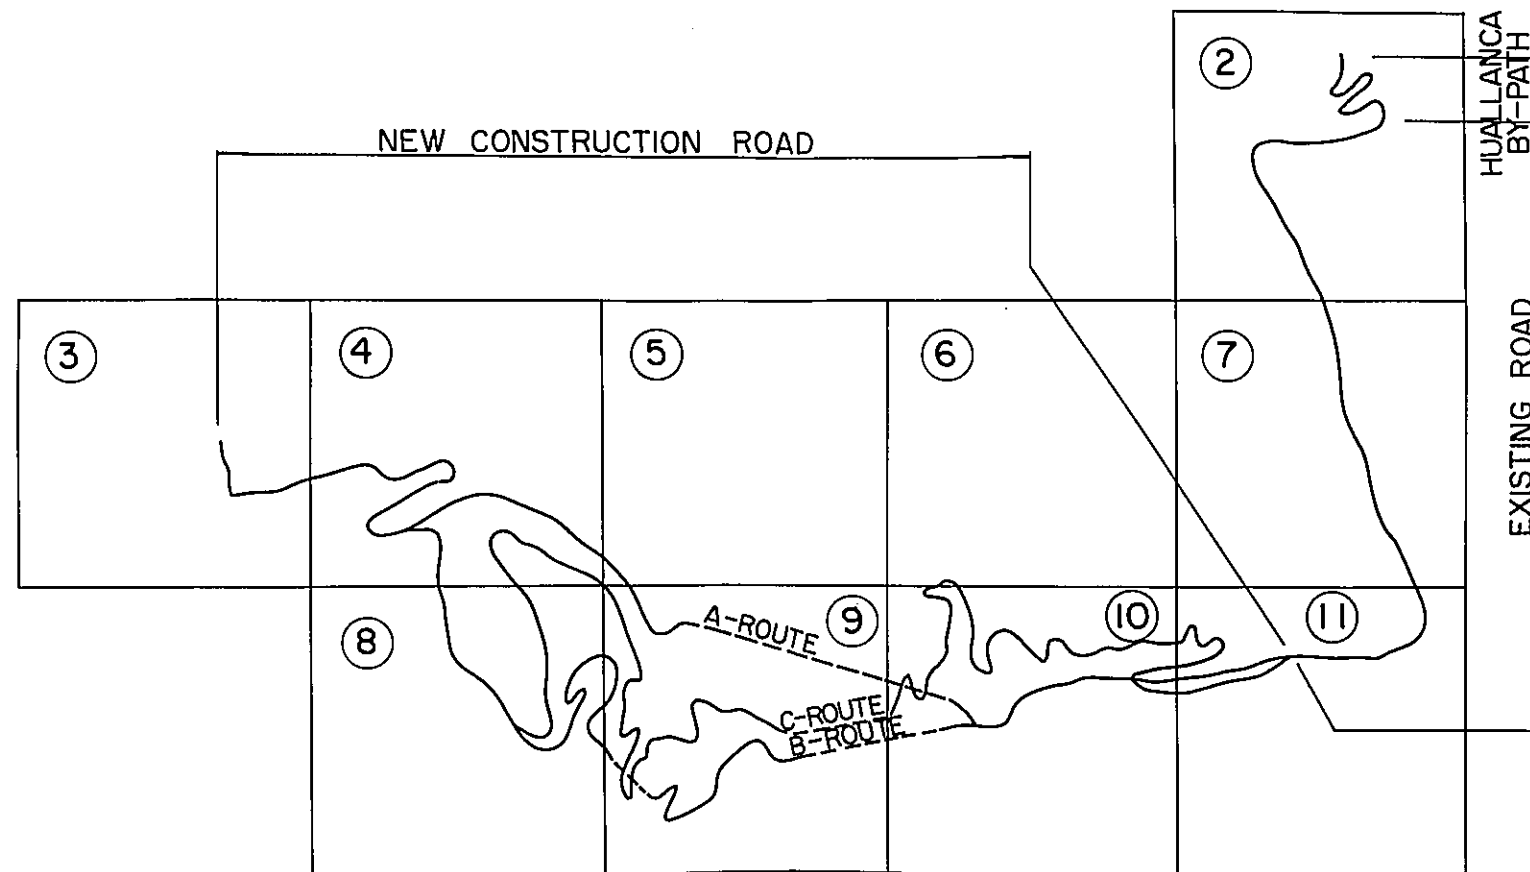 2
HUALLANCA
BY-PATH
NEW CONSTRUCTION ROAD
3
4
5
6
7
EXISTING ROAD
8
A-ROUTE
9
10
11
C-ROUTE
B-ROUTE